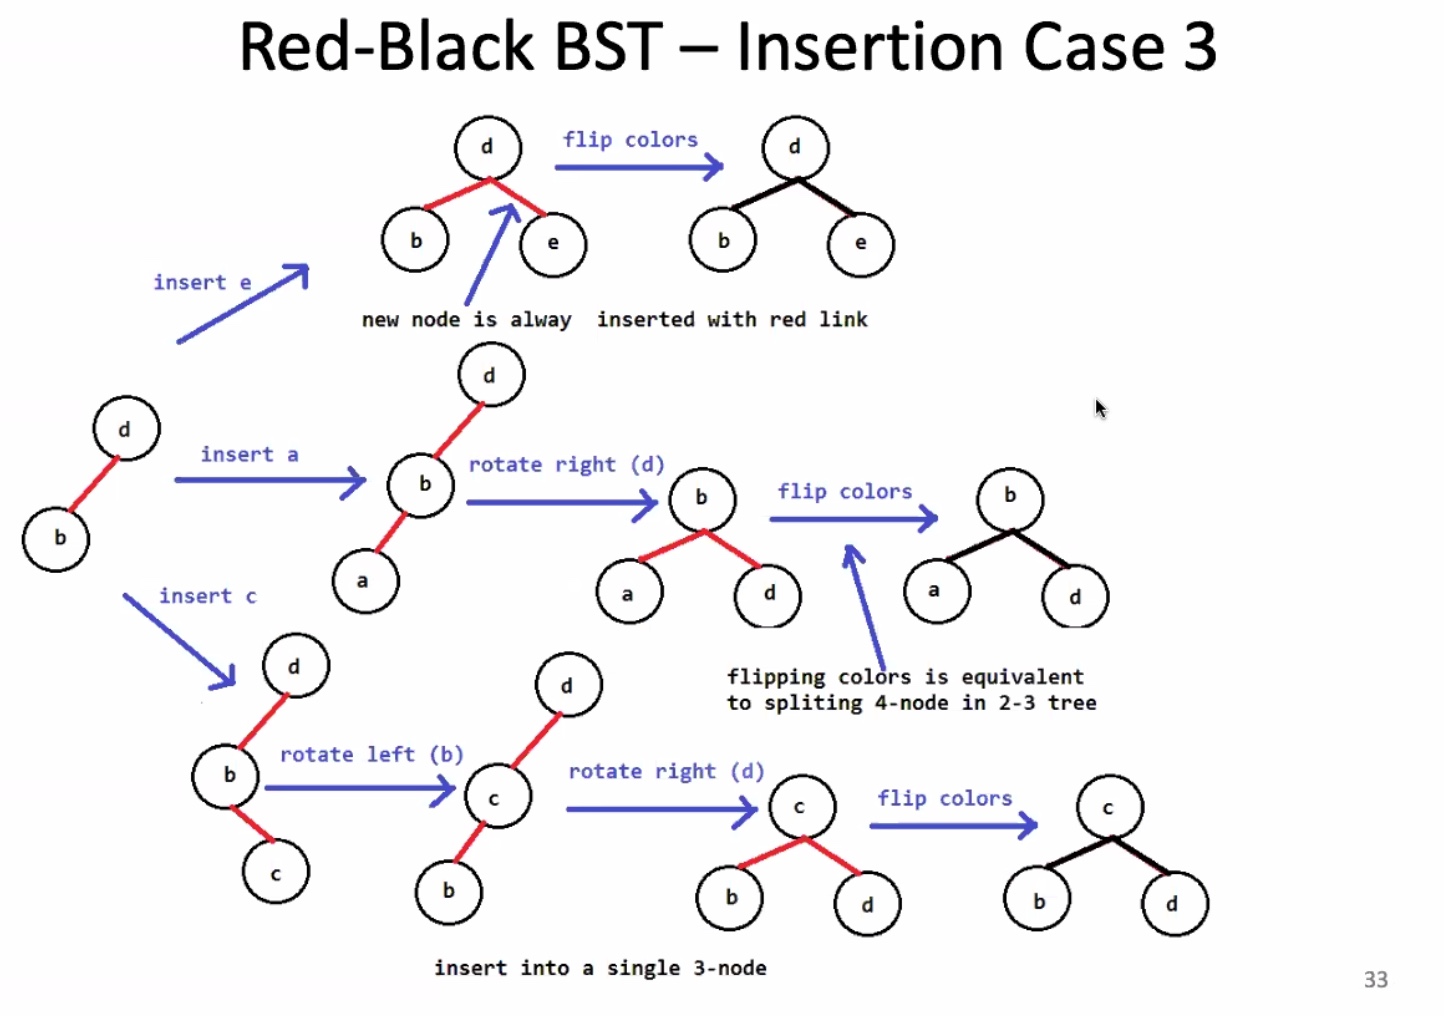 Red-Black BST – Insertion Case 3
d
flip colors
d
b
e
b
e
insert e
new node is alway  inserted with red link
d
d
insert a
b
rotate right (d)
b
flip colors
b
b
a
a
d
a
d
insert c
d
flipping colors is equivalent
to spliting 4-node in 2-3 tree
d
b
rotate left (b)
c
rotate right (d)
c
flip colors
c
c
b
b
d
b
d
insert into a single 3-node
33